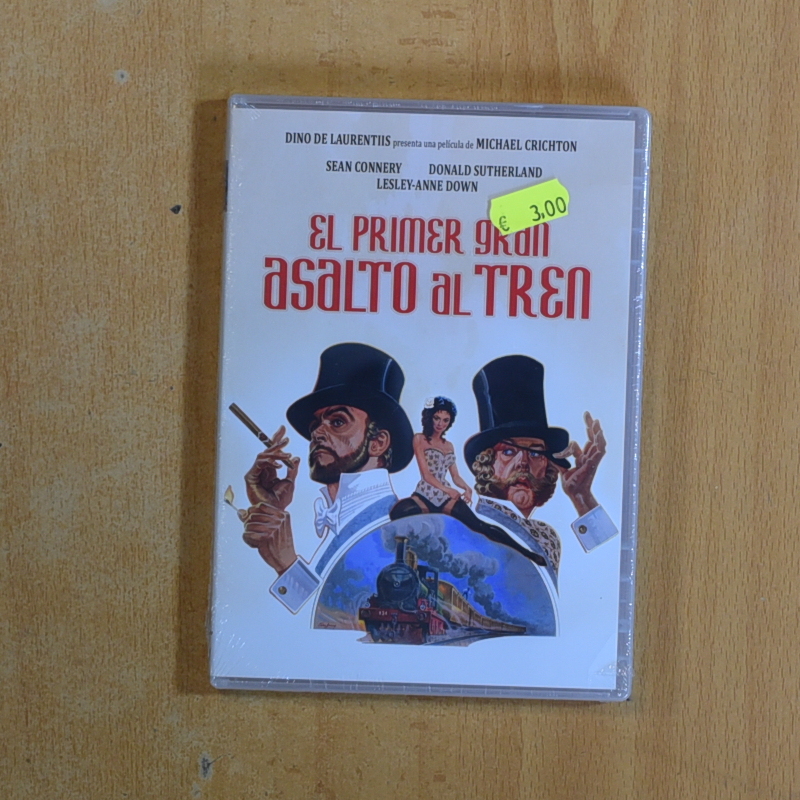 DINO DE LAURENTIIS presenta una película de MICHAEL CRICHTON
SEAN CONNERY DONALD SUTHERLAND
LESLEY-ANNE DOWN
€ 3,00
EL PRIMER GRAN
ASALTO AL TREN